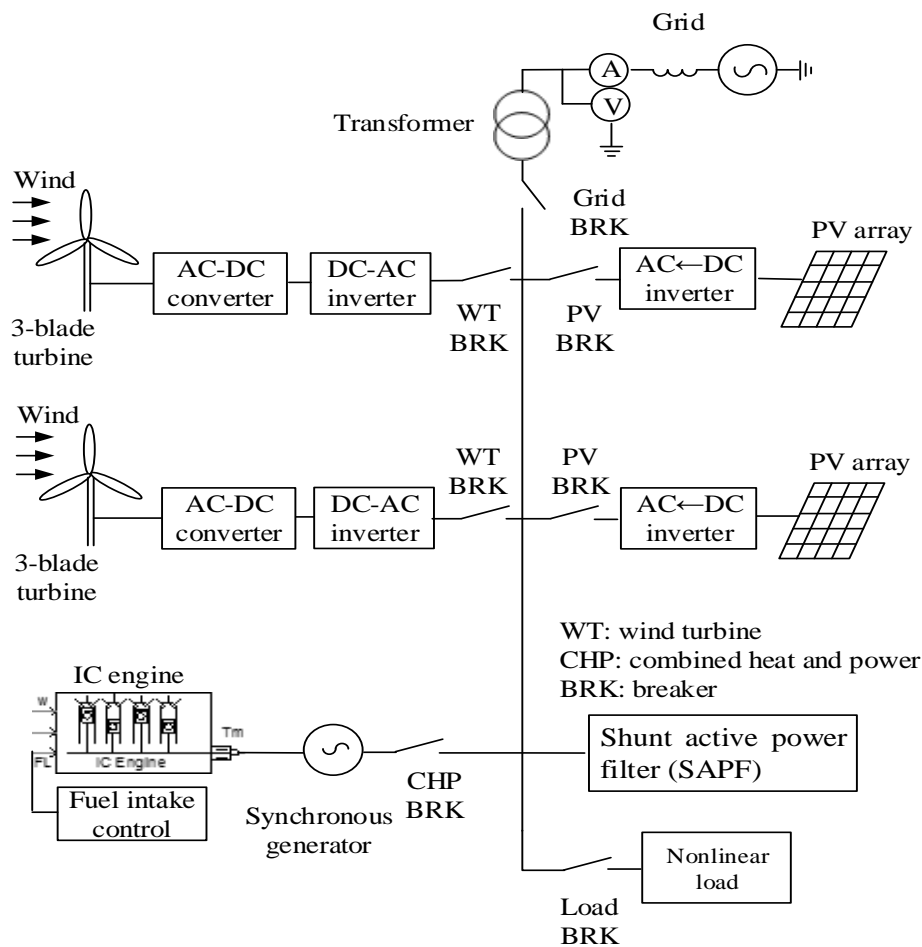 Grid
A
V
Transformer
Grid
BRK
Wind
3-blade
turbine
AC-DC
converter
DC-AC
inverter
WT
BRK
PV
BRK
AC←DC
inverter
PV array
Wind
3-blade
turbine
AC-DC
converter
DC-AC
inverter
WT
BRK
PV
BRK
AC←DC
inverter
PV array
WT: wind turbine
CHP: combined heat and power
BRK: breaker
IC engine
W
FL
IC Engine
Tm
Fuel intake
control
Synchronous
generator
CHP
BRK
Shunt active power
filter (SAPF)
Load
BRK
Nonlinear
load